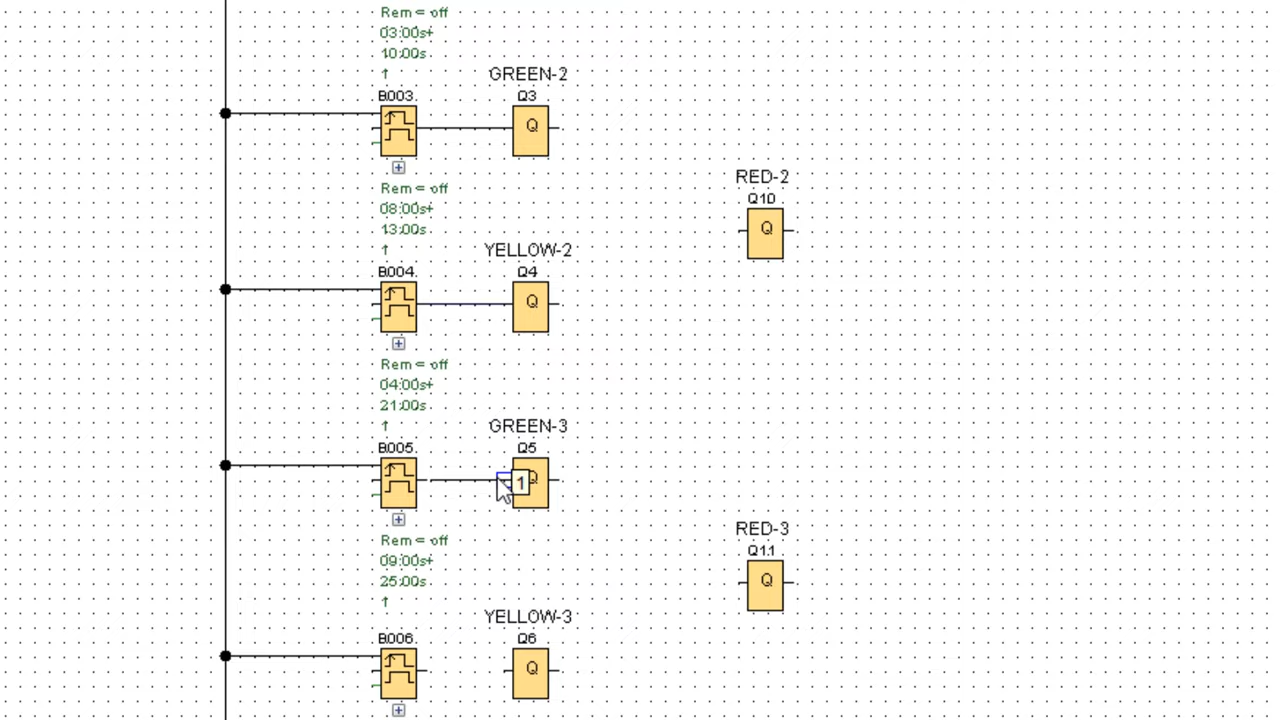 Rem = off
03:00s+
10:00s
↑
GREEN-2
B003
Q3
Q
RED-2
Q10
Q
Rem = off
08:00s+
13:00s
↑
YELLOW-2
B004
Q4
Q
Rem = off
04:00s+
21:00s
↑
GREEN-3
B005
Q5
Q
1
RED-3
Q11
Q
Rem = off
09:00s+
25:00s
↑
YELLOW-3
B006
Q6
Q